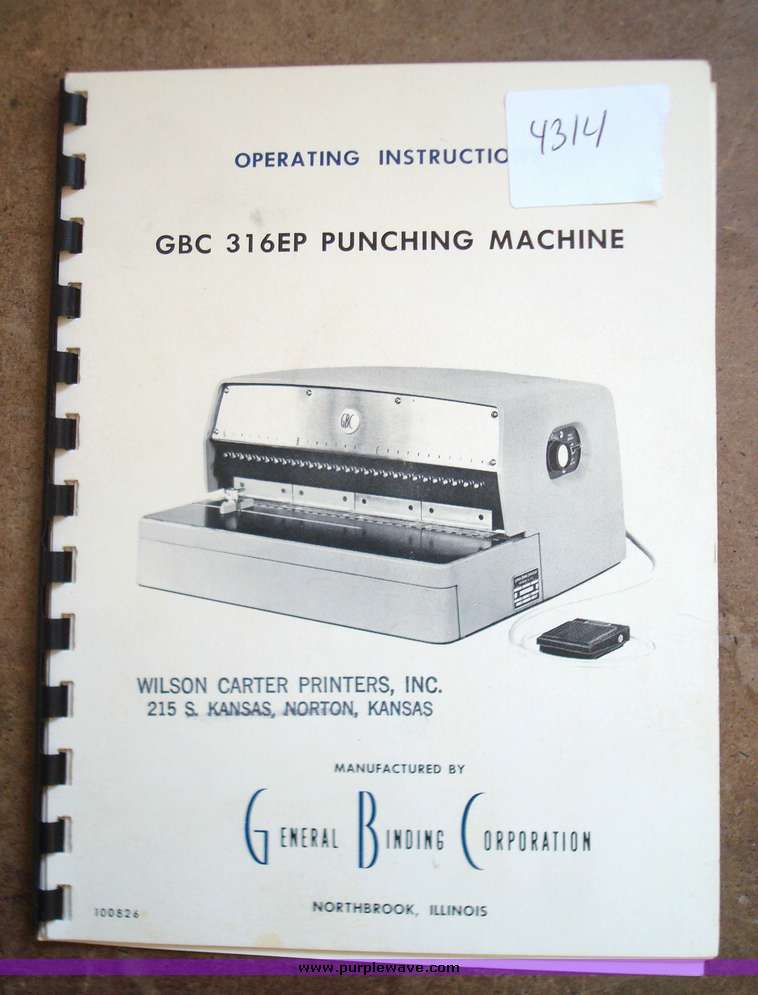 OPERATING INSTRUCTIO
4314
GBC 316EP PUNCHING MACHINE
GBC
WILSON CARTER PRINTERS, INC.
215 S. KANSAS, NORTON, KANSAS
MANUFACTURED BY
GENERAL BINDING CORPORATION
NORTHBROOK, ILLINOIS
100826
www.purplewave.com